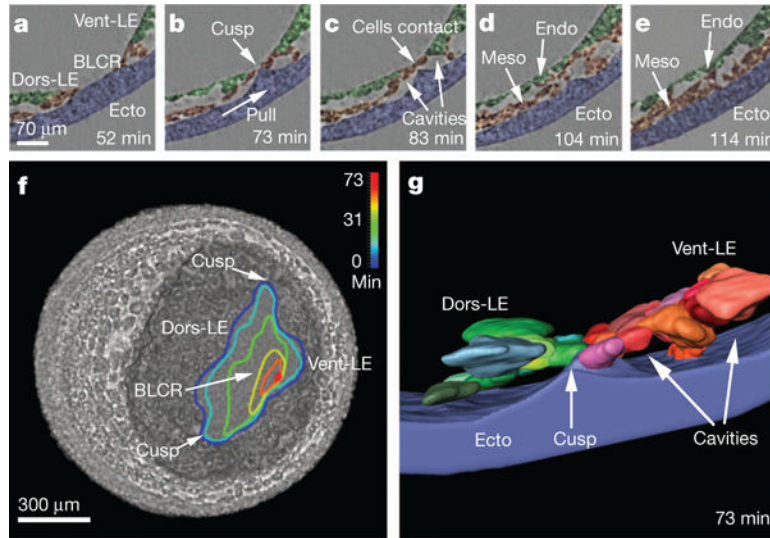 a
Vent-LE
BLCR
Dors-LE
Ecto
70 μm
52 min
b
Cusp
Pull
73 min
c
Cells contact
Cavities
83 min
d
Endo
Meso
Ecto
104 min
e
Endo
Meso
Ecto
114 min
f
73
31
0
Min
Cusp
Dors-LE
Vent-LE
BLCR
Cusp
300 μm
g
Vent-LE
Dors-LE
Ecto
Cusp
Cavities
73 min